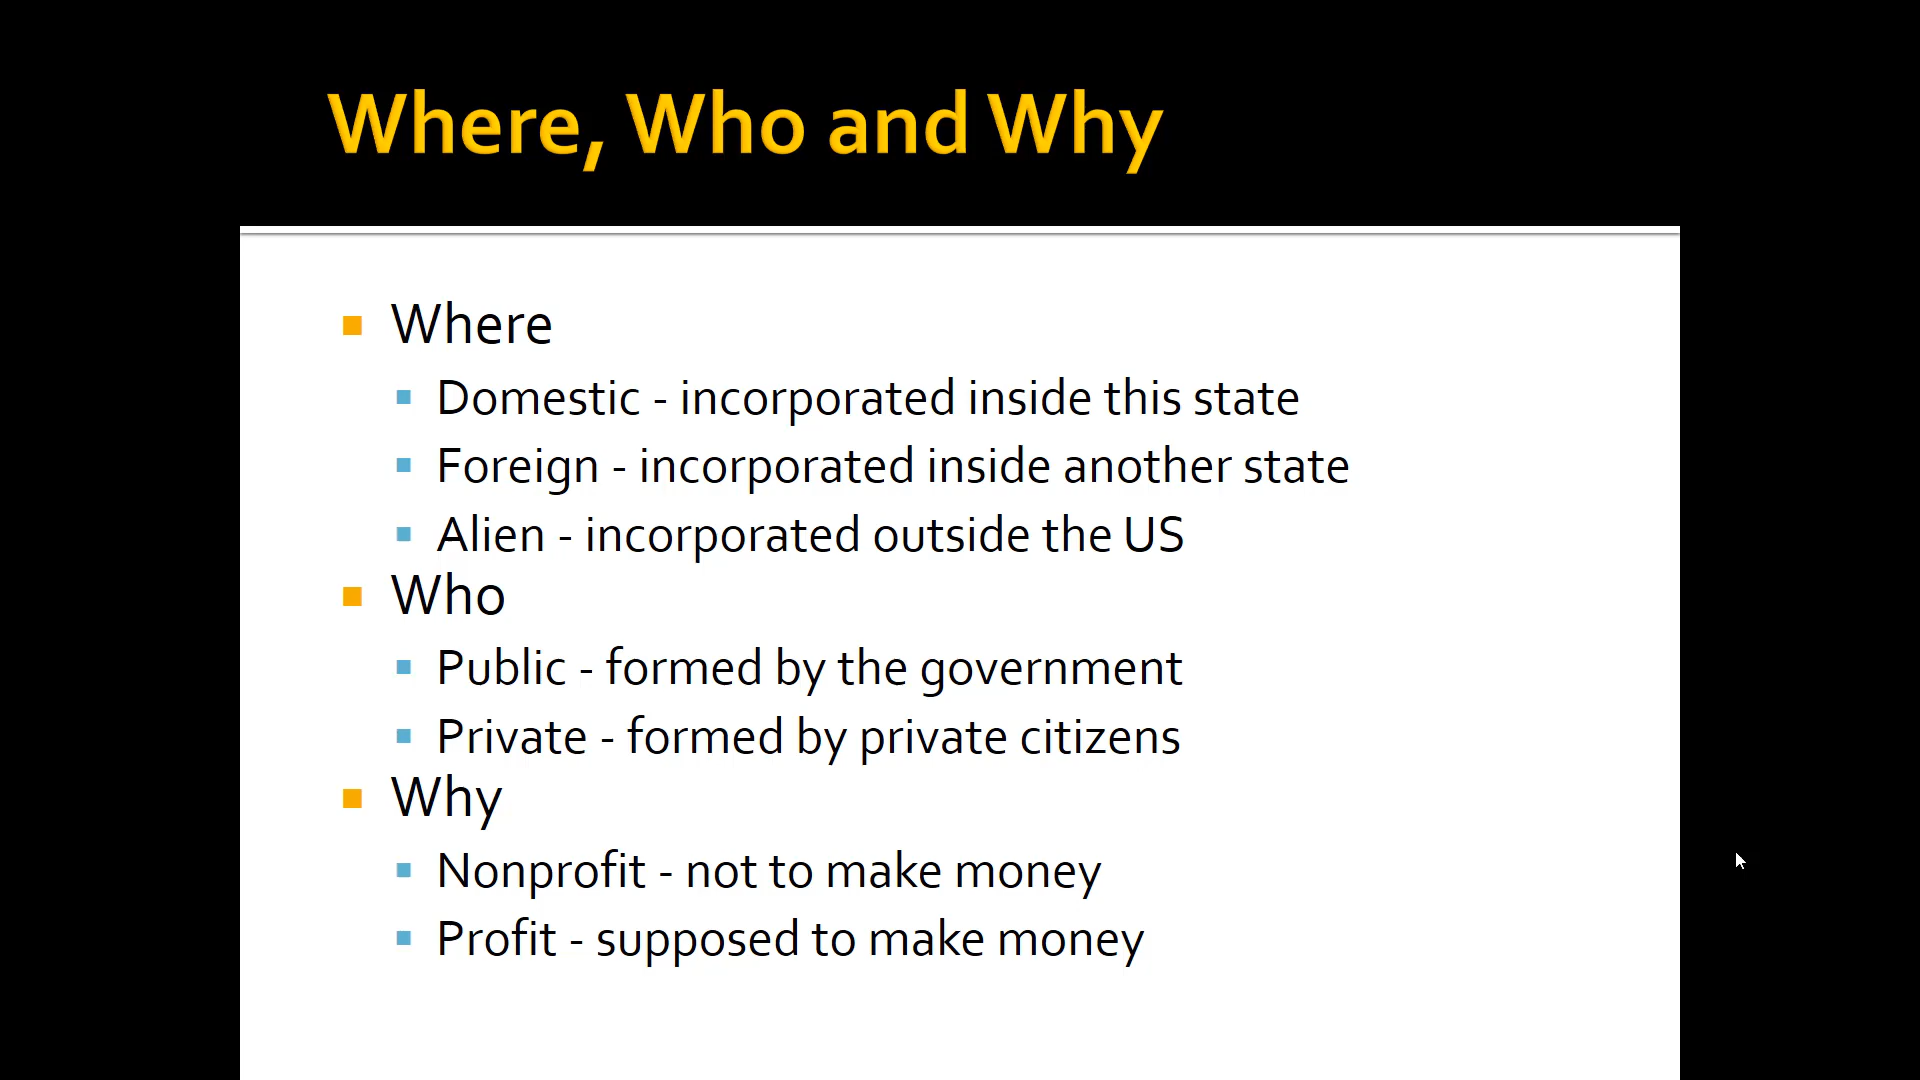 Where, Who and Why
Where
Domestic - incorporated inside this state
Foreign - incorporated inside another state
Alien - incorporated outside the US
Who
Public - formed by the government
Private - formed by private citizens
Why
Nonprofit - not to make money
Profit - supposed to make money